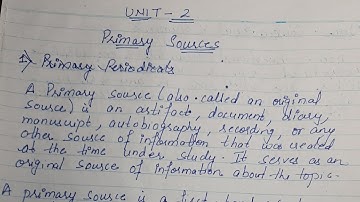 UNIT - 2
Primary Sources
1) Primary Periodicals
A Primary source (also called an original
source) is an artifact, document, diary,
manuscript, autobiography, recording, or any
other source of information that was created
at the time under study. It serves as an
original source of information about the topic.
A primary source is a first